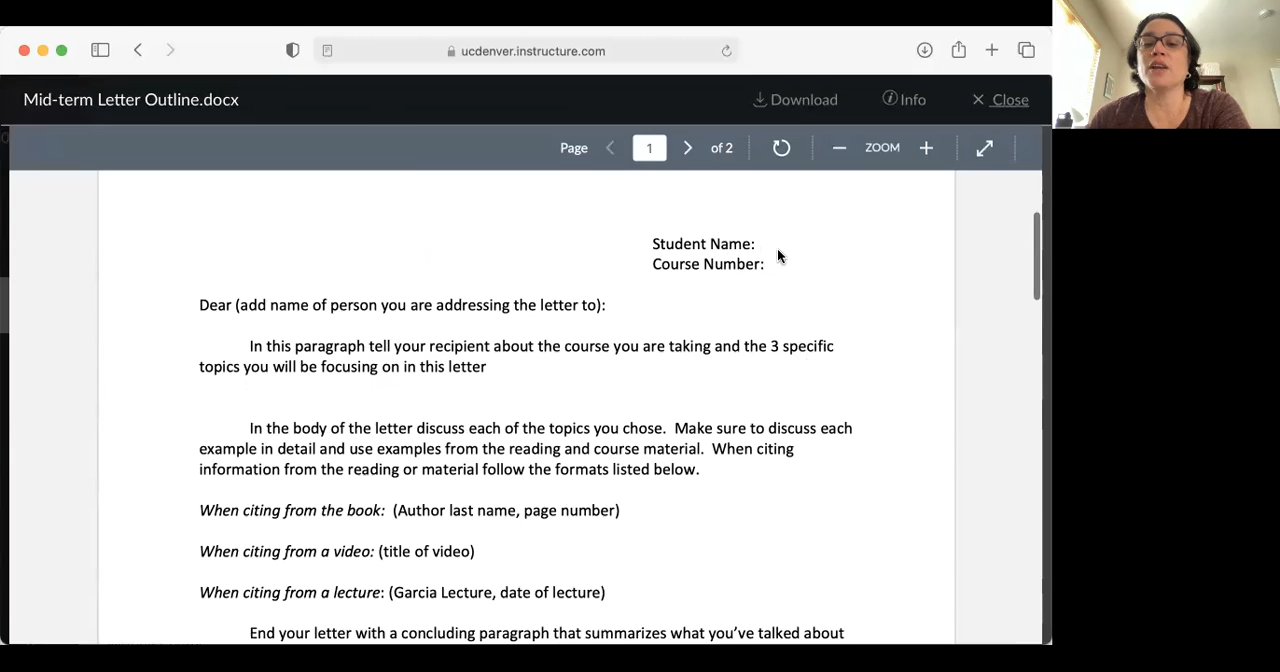 ucdenver.instructure.com
Mid-term Letter Outline.docx Download Info Close
Page 1 of 2 ZOOM
Student Name:
Course Number:
Dear (add name of person you are addressing the letter to):
In this paragraph tell your recipient about the course you are taking and the 3 specific
topics you will be focusing on in this letter
In the body of the letter discuss each of the topics you chose. Make sure to discuss each
example in detail and use examples from the reading and course material. When citing
information from the reading or material follow the formats listed below.
When citing from the book: (Author last name, page number)
When citing from a video: (title of video)
When citing from a lecture: (Garcia Lecture, date of lecture)
End your letter with a concluding paragraph that summarizes what you've talked about